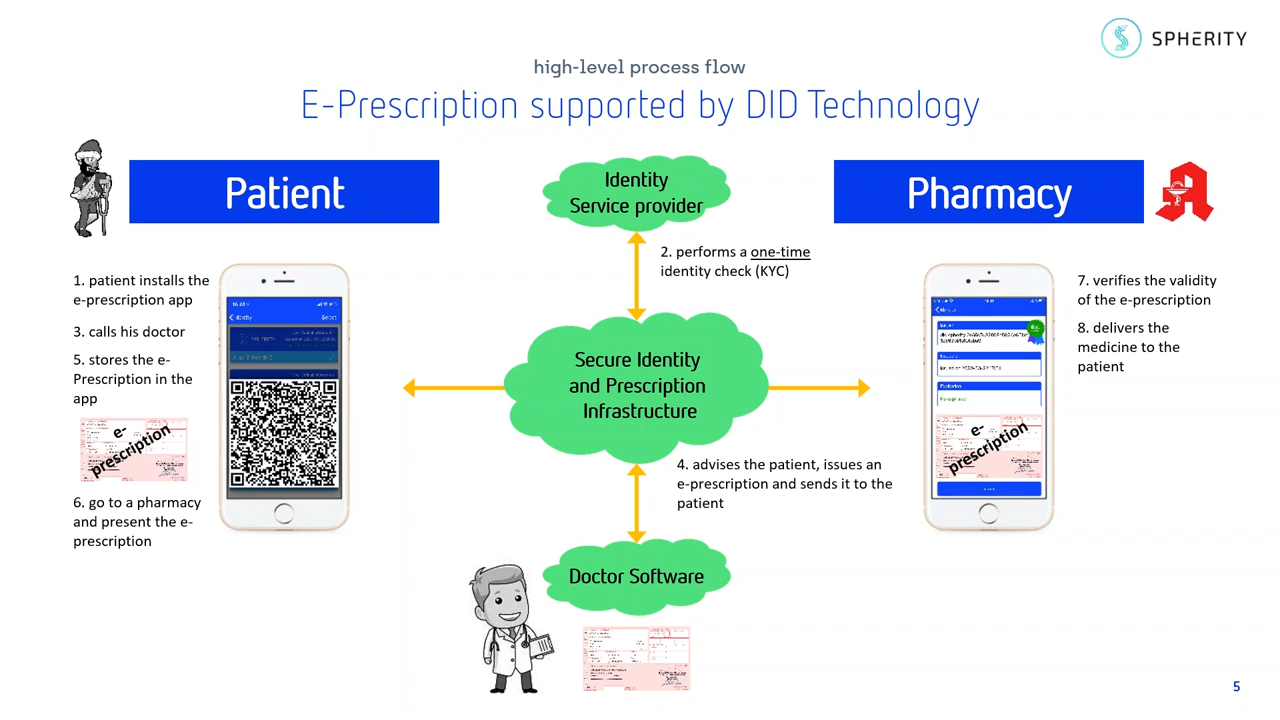 SPHERITY
high-level process flow
E-Prescription supported by DID Technology
Patient
Identity
Service provider
Pharmacy
2. performs a one-time
identity check (KYC)
1. patient installs the
e-prescription app
3. calls his doctor
5. stores the e-
Prescription in the
app
e-
prescription
6. go to a pharmacy
and present the e-
prescription
SPHERITY
Secure Identity
and Prescription
Infrastructure
4. advises the patient, issues an
e-prescription and sends it to the
patient
Doctor Software
7. verifies the validity
of the e-prescription
8. delivers the
medicine to the
patient
e-
prescription
5